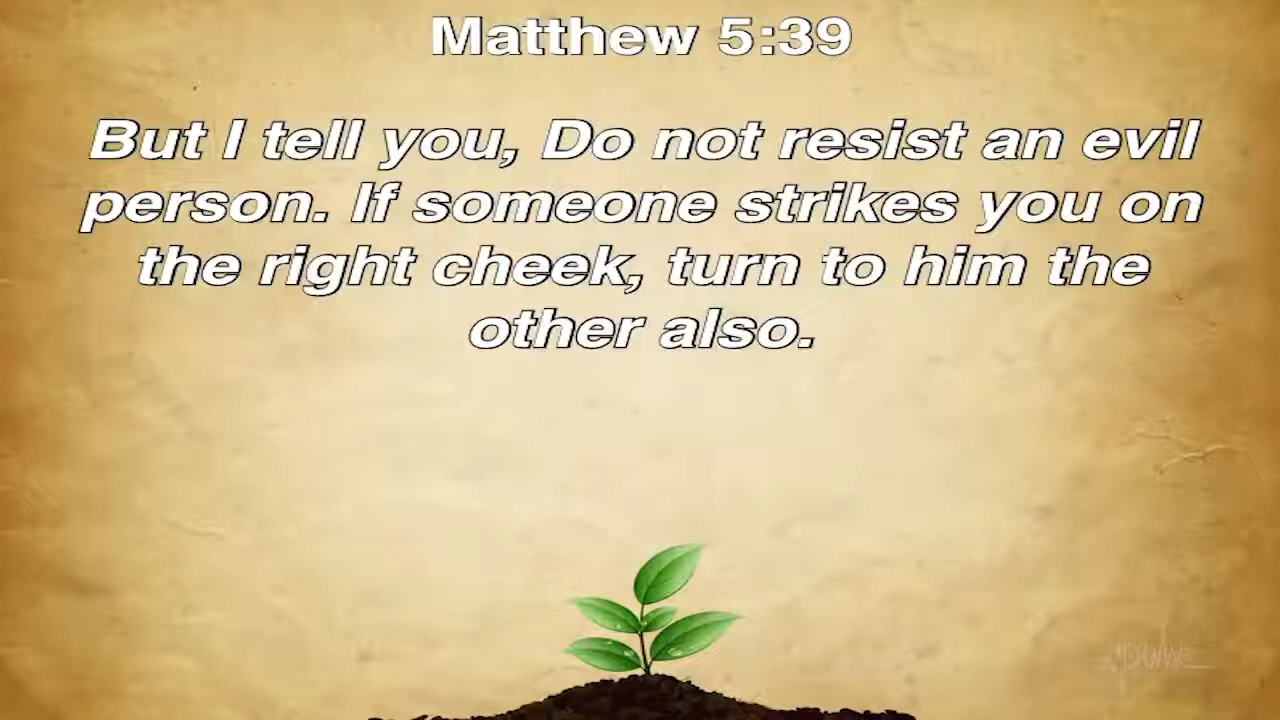 Matthew 5:39
But I tell you, Do not resist an evil
person. If someone strikes you on
the right cheek, turn to him the
other also.